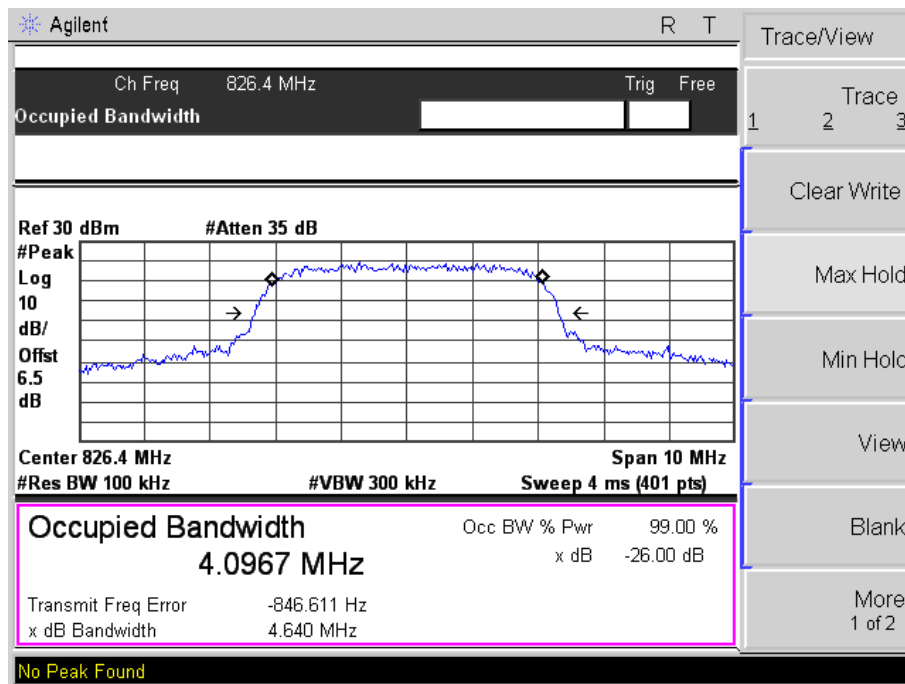 Agilent R T
Trace/View
Ch Freq 826.4 MHz Trig Free
Occupied Bandwidth
Trace
1 2 3
Clear Write
Max Hold
Min Hold
View
Blank
More
1 of 2
Ref 30 dBm #Atten 35 dB
#Peak
Log
10
dB/
Offst
6.5
dB
Center 826.4 MHz Span 10 MHz
#Res BW 100 kHz #VBW 300 kHz Sweep 4 ms (401 pts)
Occupied Bandwidth Occ BW % Pwr 99.00 %
4.0967 MHz x dB -26.00 dB
Transmit Freq Error -846.611 Hz
x dB Bandwidth 4.640 MHz
No Peak Found